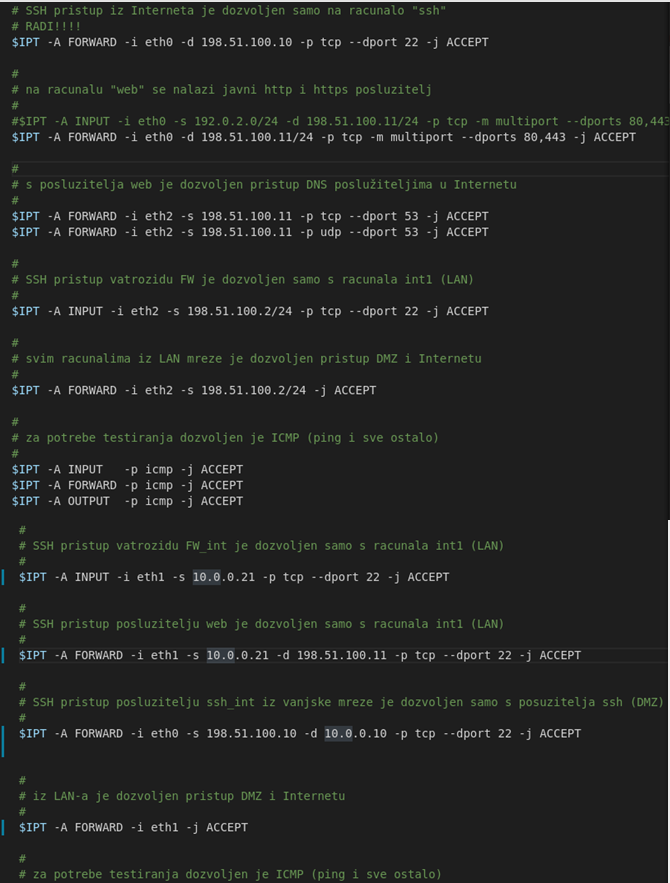 # SSH pristup iz Interneta je dozvoljen samo na racunalo "ssh"
# RADI!!!!
$IPT -A FORWARD -i eth0 -d 198.51.100.10 -p tcp --dport 22 -j ACCEPT
#
# na racunalu "web" se nalazi javni http i https posluzitelj
#
#$IPT -A INPUT -i eth0 -s 192.0.2.0/24 -d 198.51.100.11/24 -p tcp -m multiport --dports 80,443
$IPT -A FORWARD -i eth0 -d 198.51.100.11/24 -p tcp -m multiport --dports 80,443 -j ACCEPT
#
# s posluzitelja web je dozvoljen pristup DNS poslužiteljima u Internetu
#
$IPT -A FORWARD -i eth2 -s 198.51.100.11 -p tcp --dport 53 -j ACCEPT
$IPT -A FORWARD -i eth2 -s 198.51.100.11 -p udp --dport 53 -j ACCEPT
#
# SSH pristup vatrozidu FW je dozvoljen samo s racunala int1 (LAN)
#
$IPT -A INPUT -i eth2 -s 198.51.100.2/24 -p tcp --dport 22 -j ACCEPT
#
# svim racunalima iz LAN mreze je dozvoljen pristup DMZ i Internetu
#
$IPT -A FORWARD -i eth2 -s 198.51.100.2/24 -j ACCEPT
#
# za potrebe testiranja dozvoljen je ICMP (ping i sve ostalo)
#
$IPT -A INPUT   -p icmp -j ACCEPT
$IPT -A FORWARD -p icmp -j ACCEPT
$IPT -A OUTPUT  -p icmp -j ACCEPT
#
# SSH pristup vatrozidu FW_int je dozvoljen samo s racunala int1 (LAN)
#
$IPT -A INPUT -i eth1 -s 10.0.0.21 -p tcp --dport 22 -j ACCEPT
#
# SSH pristup posluzitelju web je dozvoljen samo s racunala int1 (LAN)
#
$IPT -A FORWARD -i eth1 -s 10.0.0.21 -d 198.51.100.11 -p tcp --dport 22 -j ACCEPT
#
# SSH pristup posluzitelju ssh_int iz vanjske mreze je dozvoljen samo s posuzitelja ssh (DMZ)
#
$IPT -A FORWARD -i eth0 -s 198.51.100.10 -d 10.0.0.10 -p tcp --dport 22 -j ACCEPT
#
# iz LAN-a je dozvoljen pristup DMZ i Internetu
#
$IPT -A FORWARD -i eth1 -j ACCEPT
#
# za potrebe testiranja dozvoljen je ICMP (ping i sve ostalo)